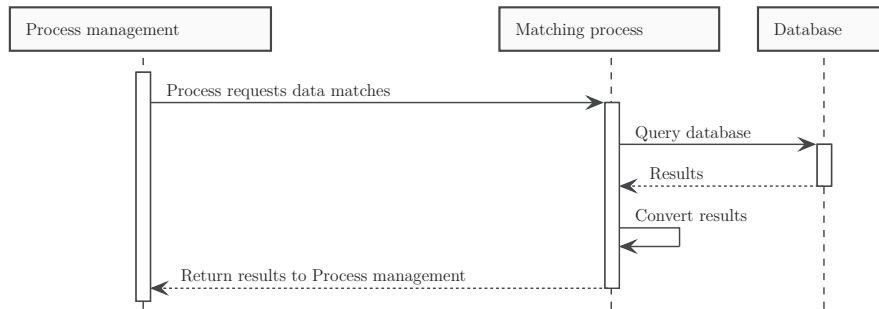 Process management
Matching process
Database
Process requests data matches
Query database
Results
Convert results
Return results to Process management